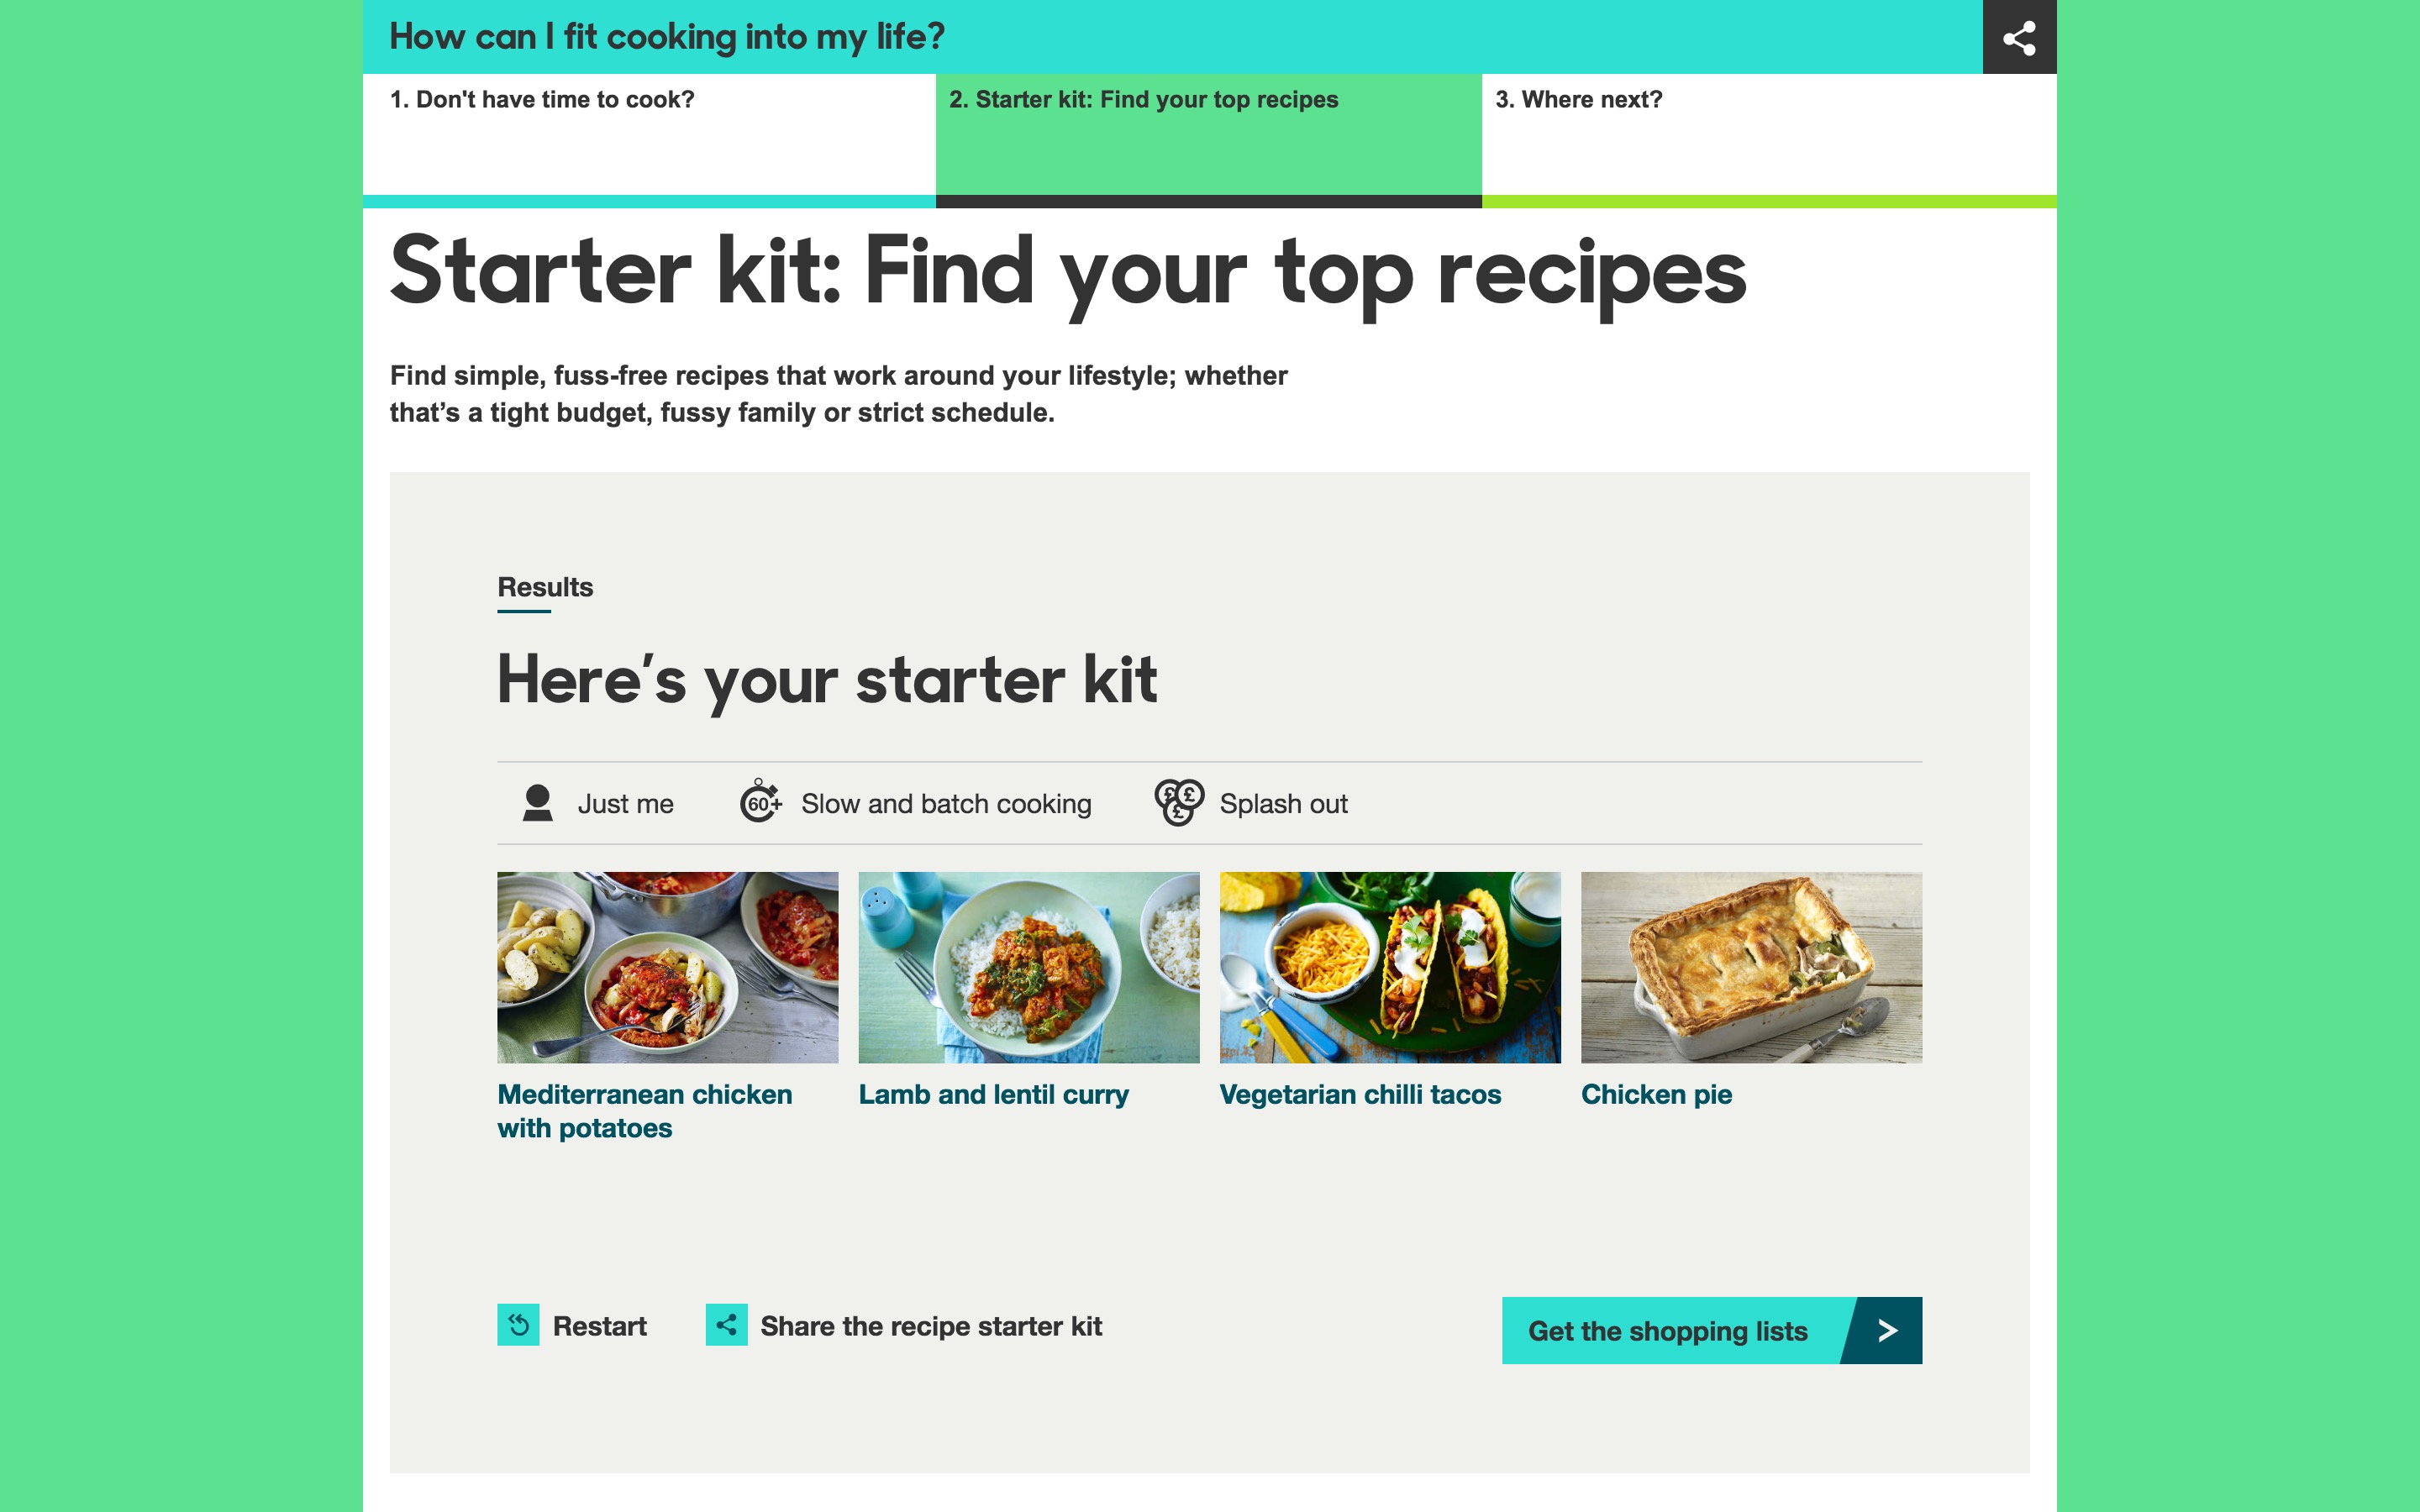 How can I fit cooking into my life?
1. Don't have time to cook?
2. Starter kit: Find your top recipes
3. Where next?
Starter kit: Find your top recipes
Find simple, fuss-free recipes that work around your lifestyle; whether
that’s a tight budget, fussy family or strict schedule.
Results
Here’s your starter kit
Just me
60+
Slow and batch cooking
£ £ £
Splash out
Mediterranean chicken
with potatoes
Lamb and lentil curry
Vegetarian chilli tacos
Chicken pie
Restart
Share the recipe starter kit
Get the shopping lists